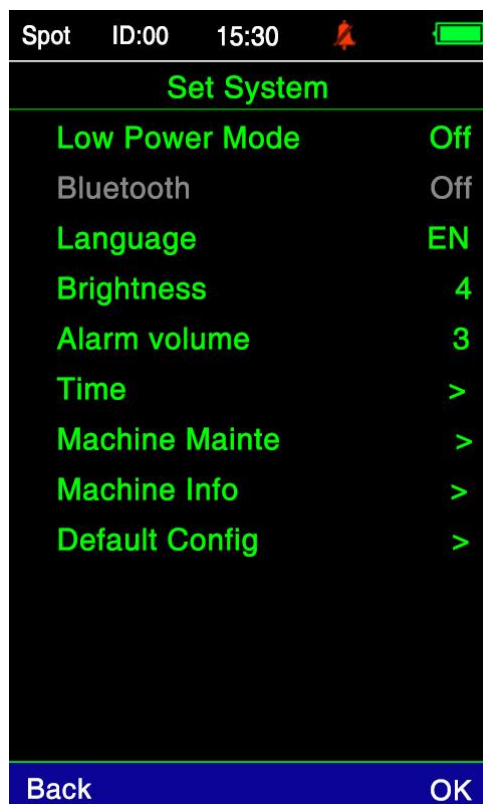 Spot ID:00 15:30
Set System
Low Power Mode Off
Bluetooth Off
Language EN
Brightness 4
Alarm volume 3
Time >
Machine Mainte >
Machine Info >
Default Config >
Back OK